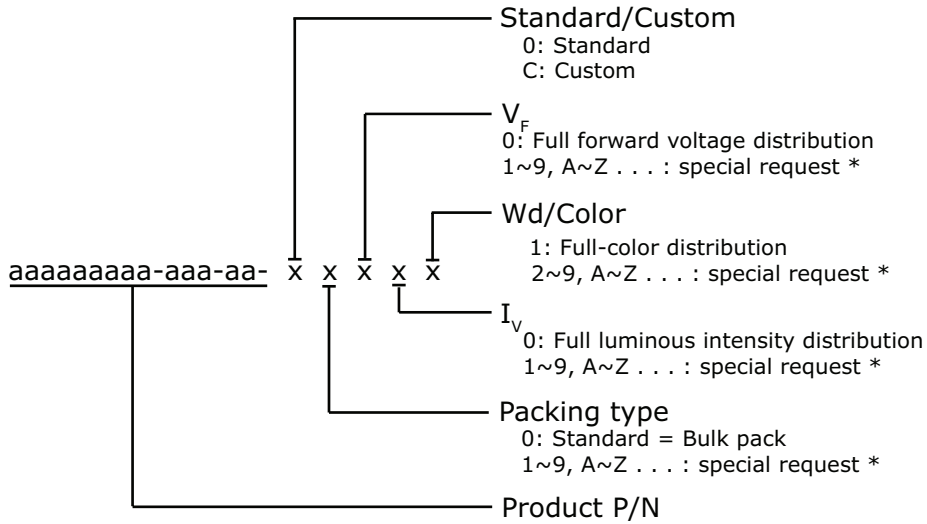 Standard/Custom
0: Standard
C: Custom
VF
0: Full forward voltage distribution
1~9, A~Z . . . : special request *
Wd/Color
1: Full-color distribution
2~9, A~Z . . . : special request *
aaaaaaaaa-aaa-aa- x x x x x
IV
0: Full luminous intensity distribution
1~9, A~Z . . . : special request *
Packing type
0: Standard = Bulk pack
1~9, A~Z . . . : special request *
Product P/N